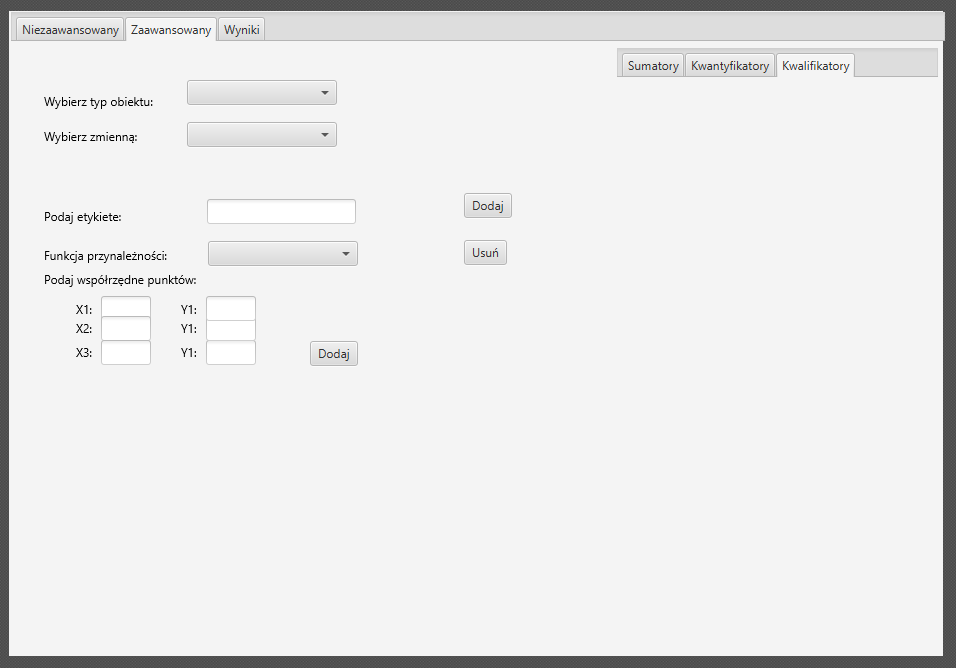 Niezaawansowany Zaawansowany Wyniki
Sumatory Kwantyfikatory Kwalifikatory
Wybierz typ obiektu:
Wybierz zmienną:
Podaj etykiete: Dodaj
Funkcja przynależności: Usuń
Podaj współrzędne punktów:
X1: Y1:
X2: Y1:
X3: Y1: Dodaj